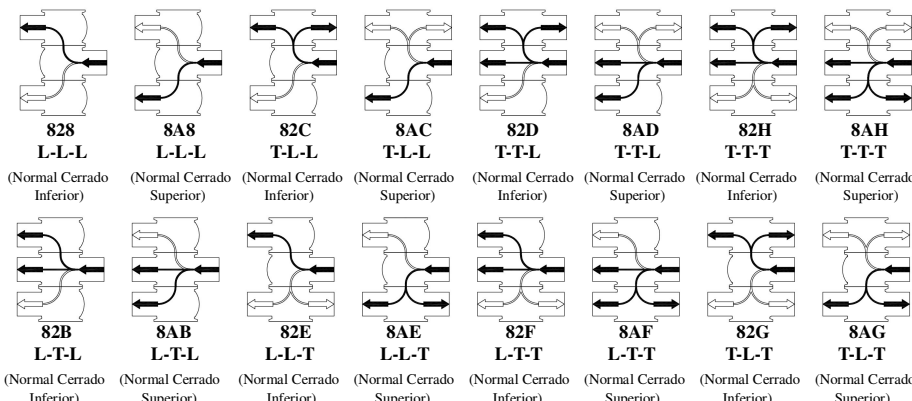 828 8A8 82C 8AC 82D 8AD 82H 8AH
L-L-L L-L-L T-L-L T-L-L T-T-L T-T-L T-T-T T-T-T
(Normal Cerrado (Normal Cerrado (Normal Cerrado (Normal Cerrado (Normal Cerrado (Normal Cerrado (Normal Cerrado (Normal Cerrado
Inferior) Superior) Inferior) Superior) Inferior) Superior) Inferior) Superior)
82B 8AB 82E 8AE 82F 8AF 82G 8AG
L-T-L L-T-L L-L-T L-L-T L-T-T L-T-T T-L-T T-L-T
(Normal Cerrado (Normal Cerrado (Normal Cerrado (Normal Cerrado (Normal Cerrado (Normal Cerrado (Normal Cerrado (Normal Cerrado
Inferior) Superior) Inferior) Superior) Inferior) Superior) Inferior) Superior)